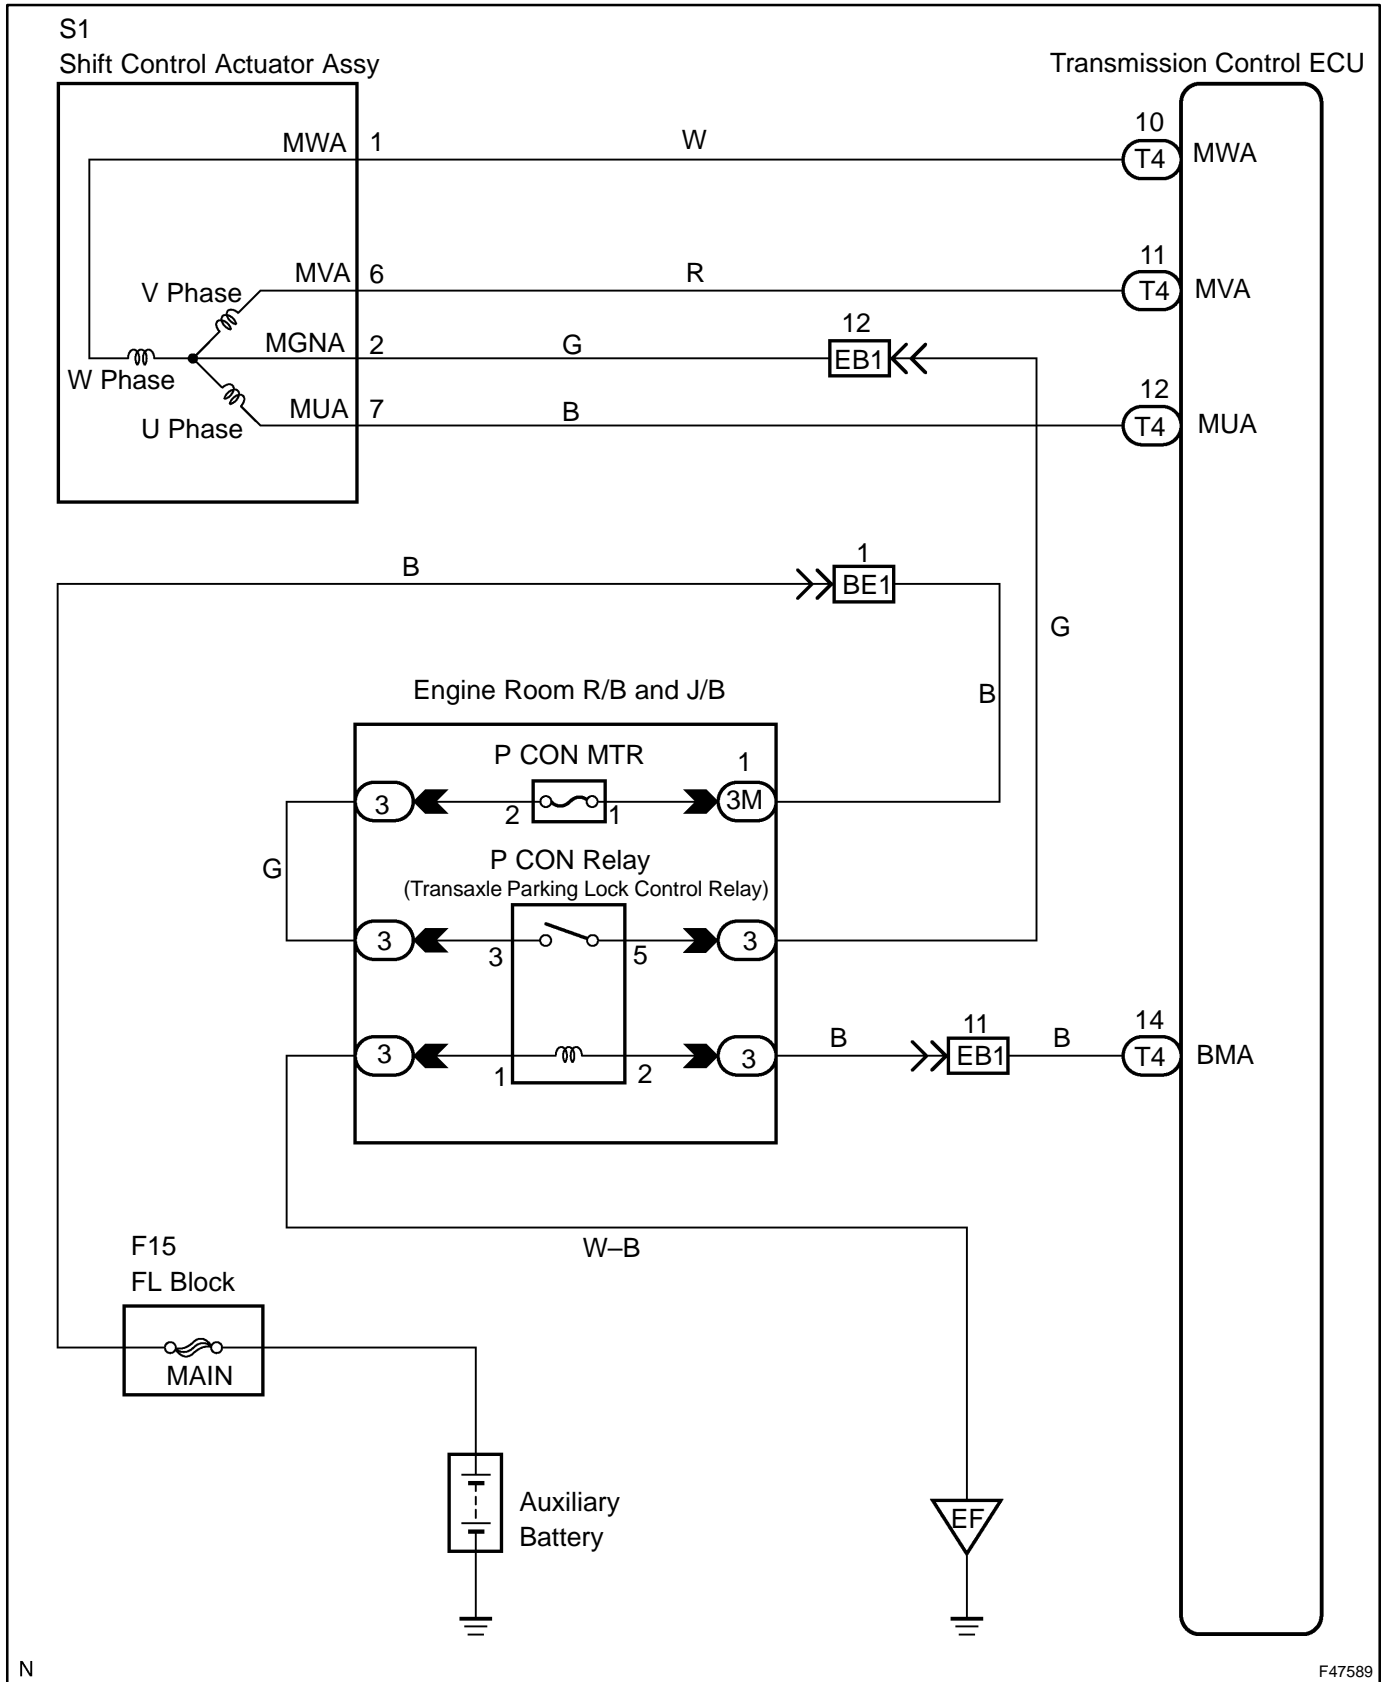 S1
Shift Control Actuator Assy
Transmission Control ECU
MWA 1
W
10
T4
MWA
MVA 6
R
11
T4
MVA
V Phase
MGNA 2
G
12
EB1
W Phase
MUA 7
B
12
T4
MUA
U Phase
B
1
BE1
G
B
Engine Room R/B and J/B
P CON MTR
3
2
1
1
3M
G
P CON Relay
(Transaxle Parking Lock Control Relay)
3
3
5
3
3
1
2
3
B
11
EB1
B
14
T4
BMA
W–B
F15
FL Block
MAIN
Auxiliary
Battery
EF
N
F47589